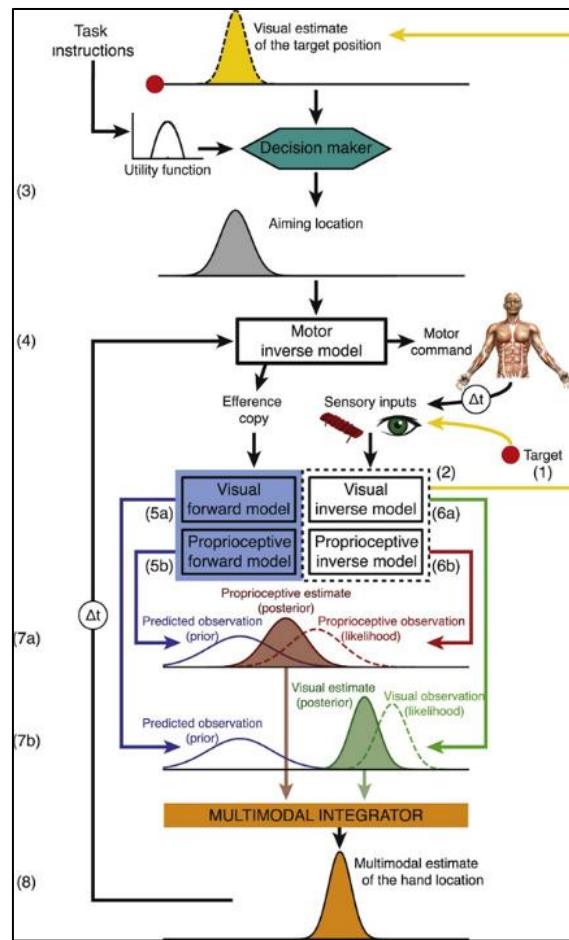 Task
instructions
Visual estimate
of the target position
Utility function
Decision maker
(3)
Aiming location
(4)
Motor
inverse model
Motor
command
Δt
Efference
copy
Sensory inputs
Target
(1)
(2)
(5a)
Visual
forward model
Visual
inverse model
(6a)
(5b)
Proprioceptive
forward model
Proprioceptive
inverse model
(6b)
Δt
Proprioceptive estimate
(posterior)
Predicted observation
(prior)
Proprioceptive observation
(likelihood)
(7a)
Visual estimate
(posterior)
Visual observation
(likelihood)
Predicted observation
(prior)
(7b)
MULTIMODAL INTEGRATOR
Multimodal estimate
of the hand location
(8)